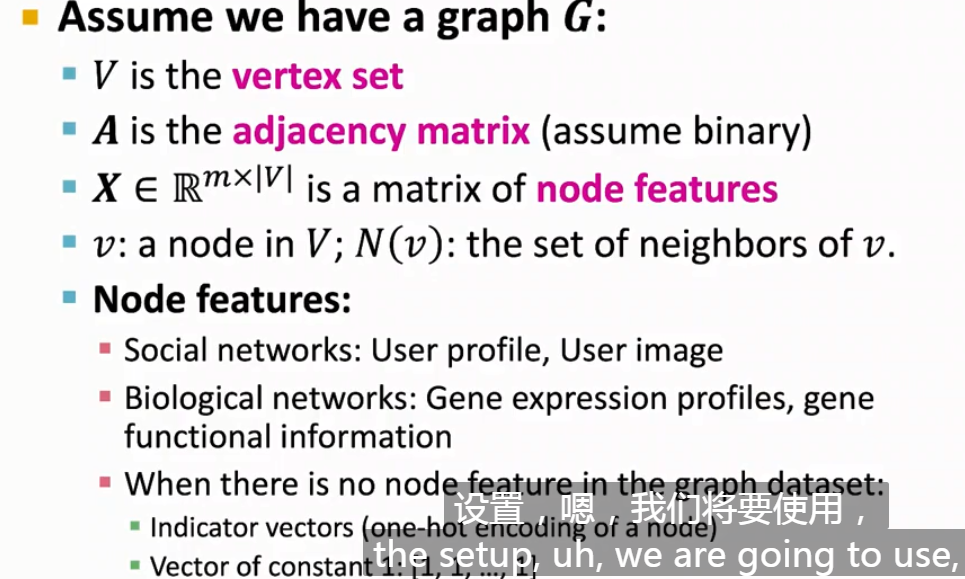 Assume we have a graph G:
V is the vertex set
A is the adjacency matrix (assume binary)
X ∈ ℝ^{m×|V|} is a matrix of node features
v: a node in V; N(v): the set of neighbors of v.
Node features:
Social networks: User profile, User image
Biological networks: Gene expression profiles, gene
functional information
When there is no node feature in the graph dataset:
设置，嗯，我们将要使用，
Indicator vectors (one-hot encoding of a node)
the setup, uh, we are going to use,
Vector of constant 1: [1, 1, …, 1]